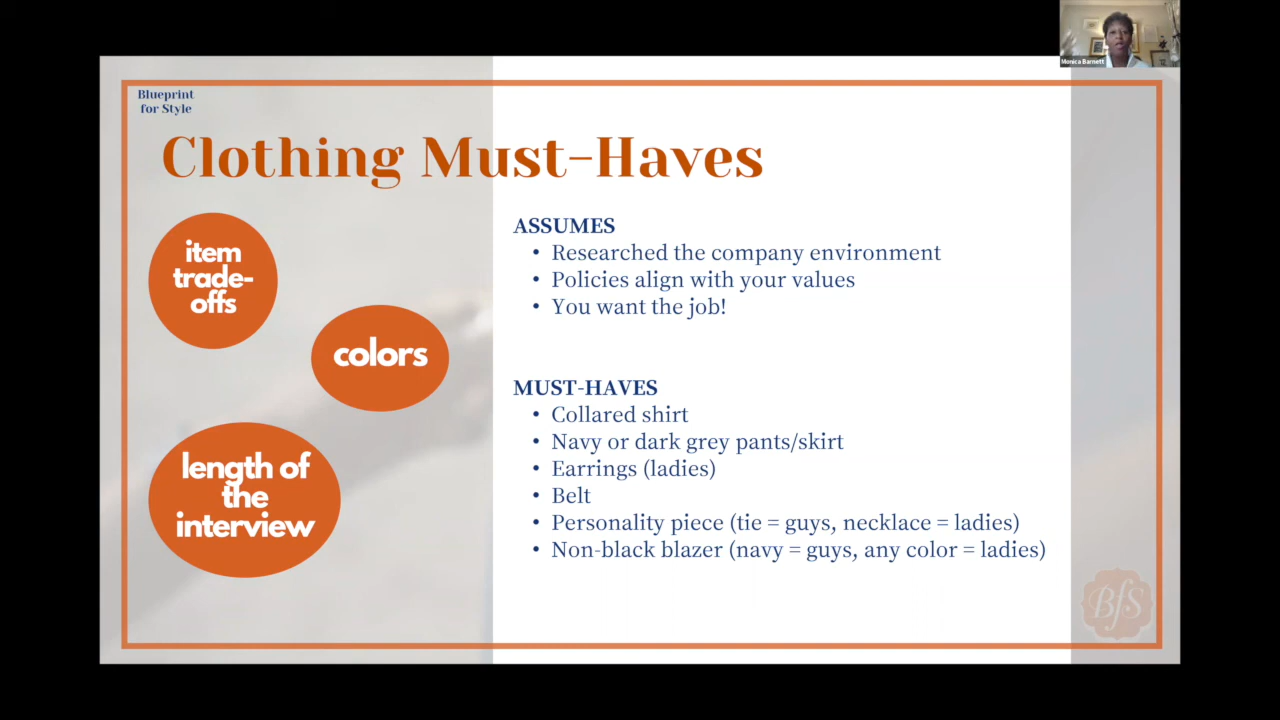 Monica Barnett
Blueprint
for Style
Clothing Must-Haves
item
trade-
offs
colors
length of
the
interview
ASSUMES
• Researched the company environment
• Policies align with your values
• You want the job!
MUST-HAVES
• Collared shirt
• Navy or dark grey pants/skirt
• Earrings (ladies)
• Belt
• Personality piece (tie = guys, necklace = ladies)
• Non-black blazer (navy = guys, any color = ladies)
BfS